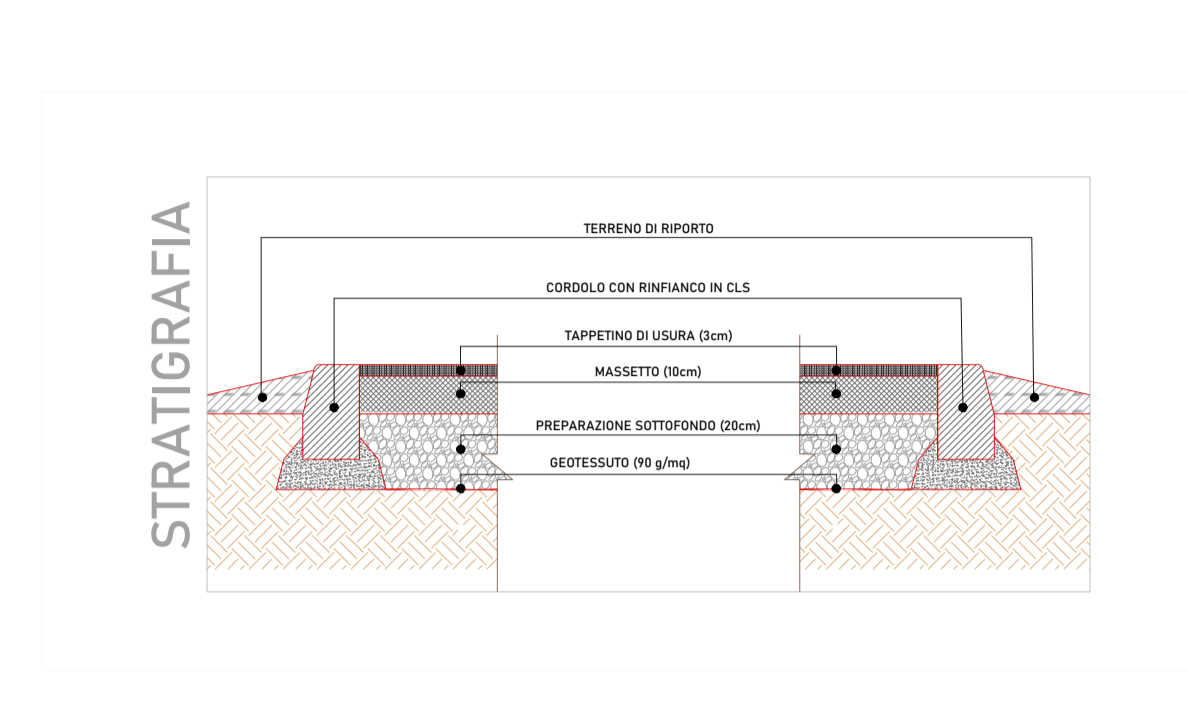 STRATIGRAFIA
TERRENO DI RIPORTO
CORDOLO CON RINFIANCO IN CLS
TAPPETINO DI USURA (3cm)
MASSETTO (10cm)
PREPARAZIONE SOTTOFONDO (20cm)
GEOTESSUTO (90 g/mq)